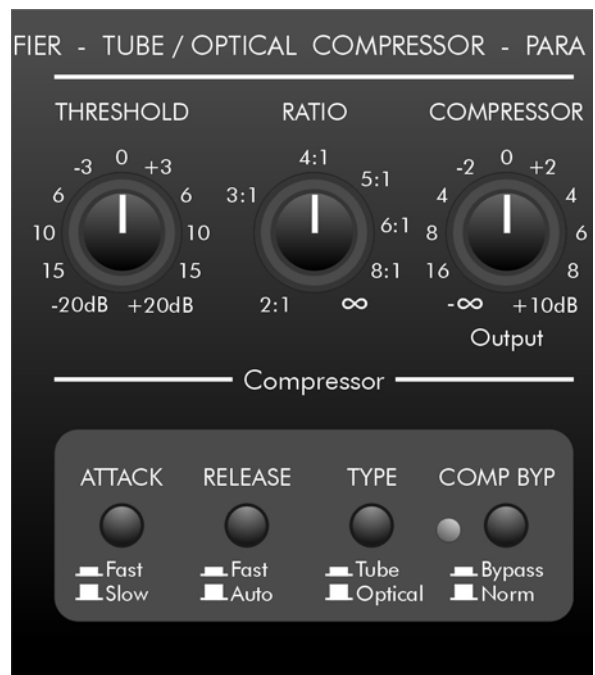 FIER - TUBE / OPTICAL COMPRESSOR - PARA
THRESHOLD RATIO COMPRESSOR
-3 0 +3 4:1 -2 0 +2
6 6 3:1 5:1 4 4
10 10 6:1 8 6
15 15 8:1 16 8
-20dB +20dB 2:1 ∞ -∞ +10dB
Output
Compressor
ATTACK RELEASE TYPE COMP BYP
Fast Fast Tube Bypass
Slow Auto Optical Norm